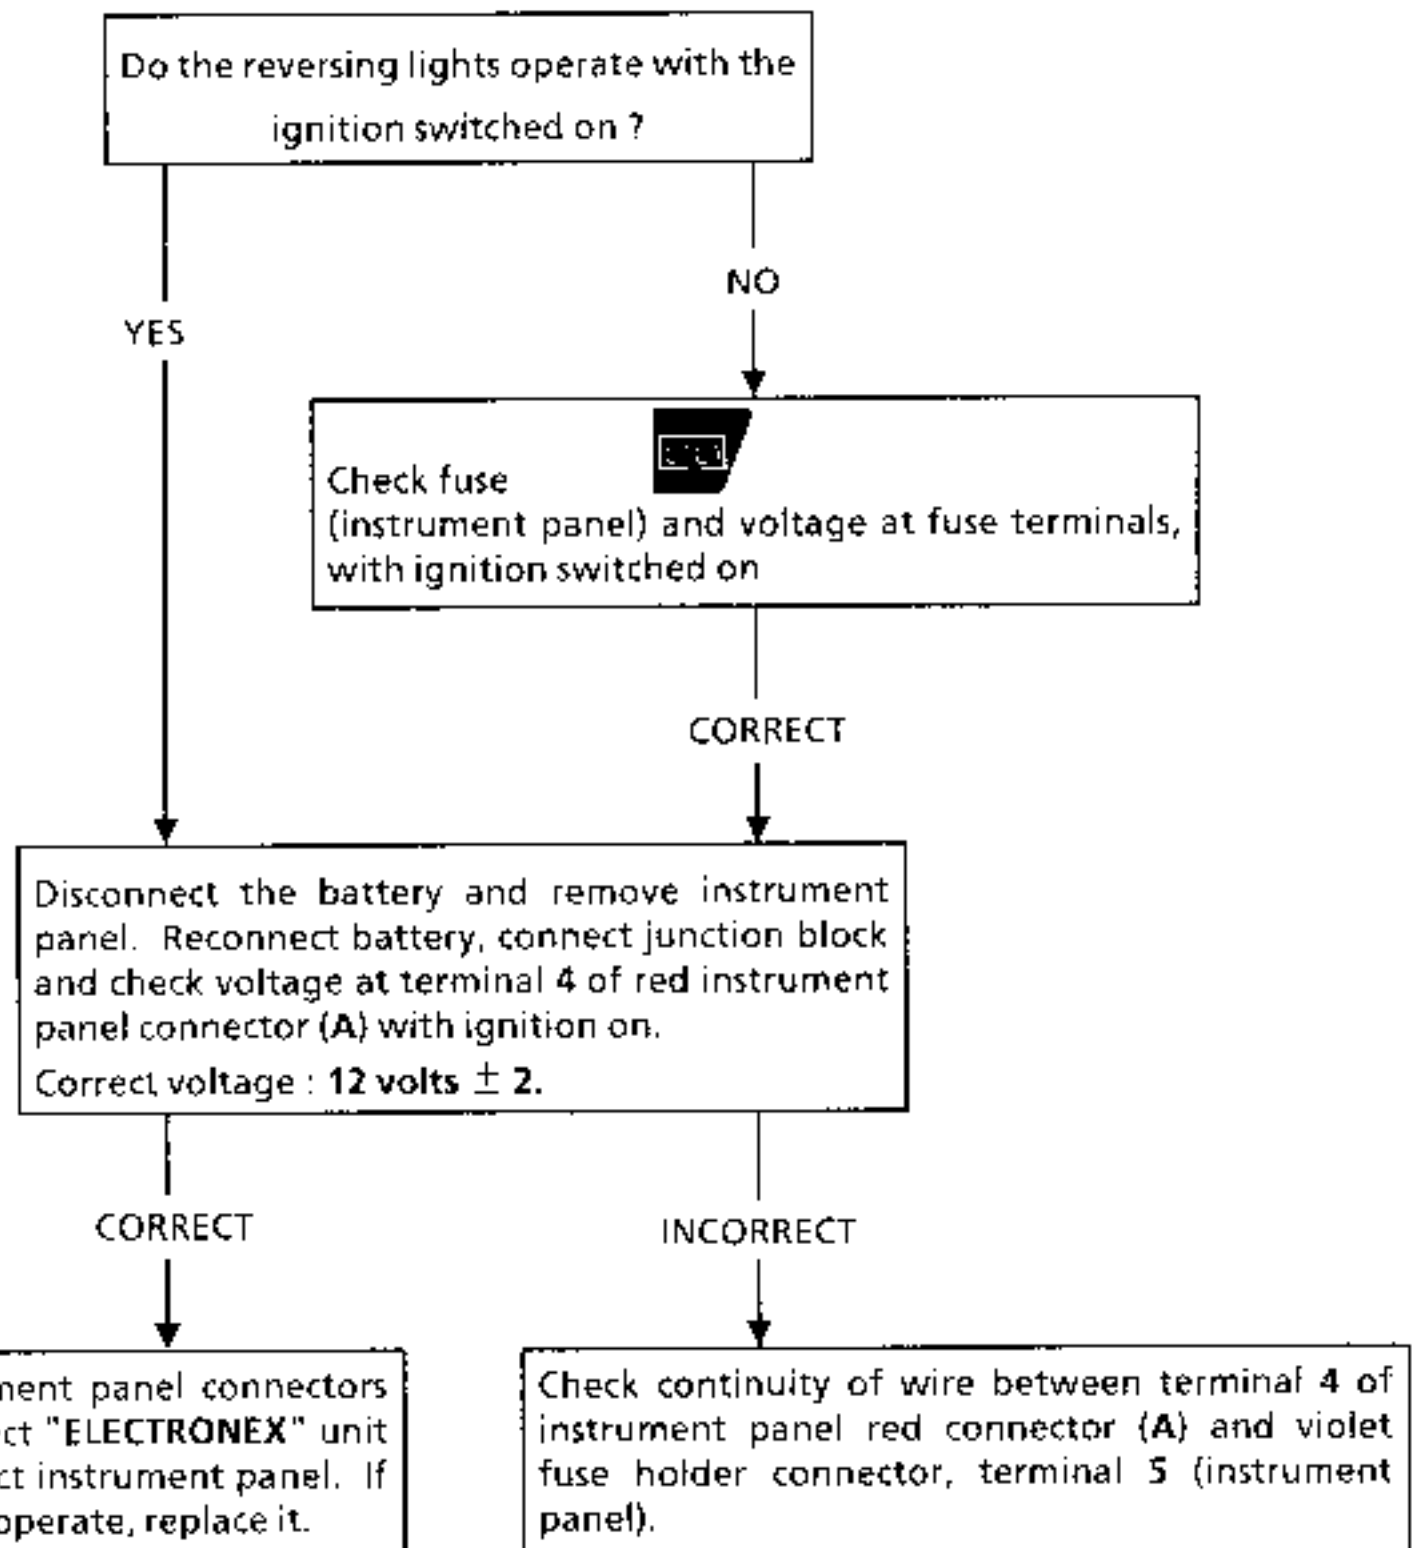 Do the reversing lights operate with the
ignition switched on ?
NO
YES
Check fuse
(instrument panel) and voltage at fuse terminals,
with ignition switched on
CORRECT
Disconnect the battery and remove instrument
panel. Reconnect battery, connect junction block
and check voltage at terminal 4 of red instrument
panel connector (A) with ignition on.
Correct voltage : 12 volts ± 2.
CORRECT
INCORRECT
panel connectors
"ELECTRONEX" unit
instrument panel. If
operate, replace it.
Check continuity of wire between terminal 4 of
instrument panel red connector (A) and violet
fuse holder connector, terminal 5 (instrument
panel).